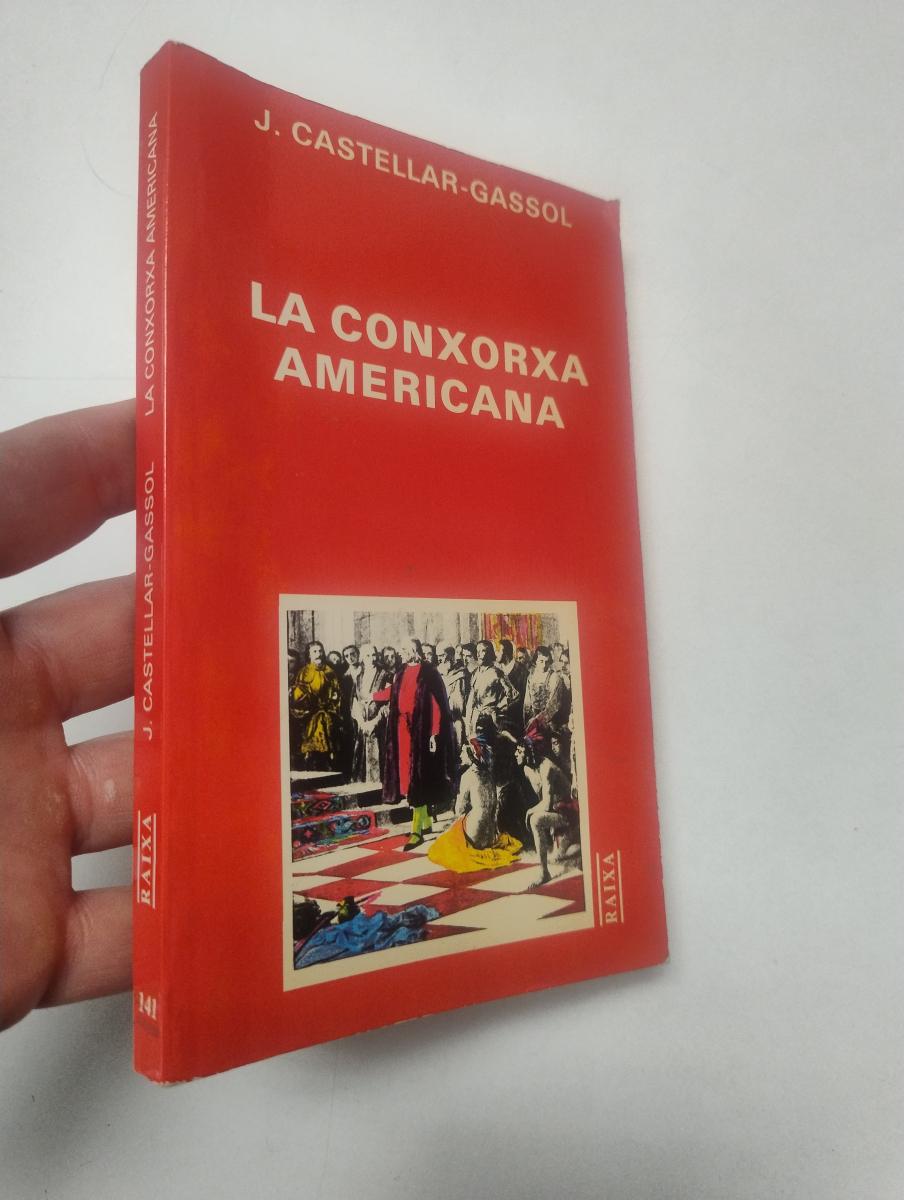 J. CASTELLAR-GASSOL
LA CONXORXA
AMERICANA
RAIXA
LA CONXORXA AMERICANA
J. CASTELLAR-GASSOL
RAIXA
141